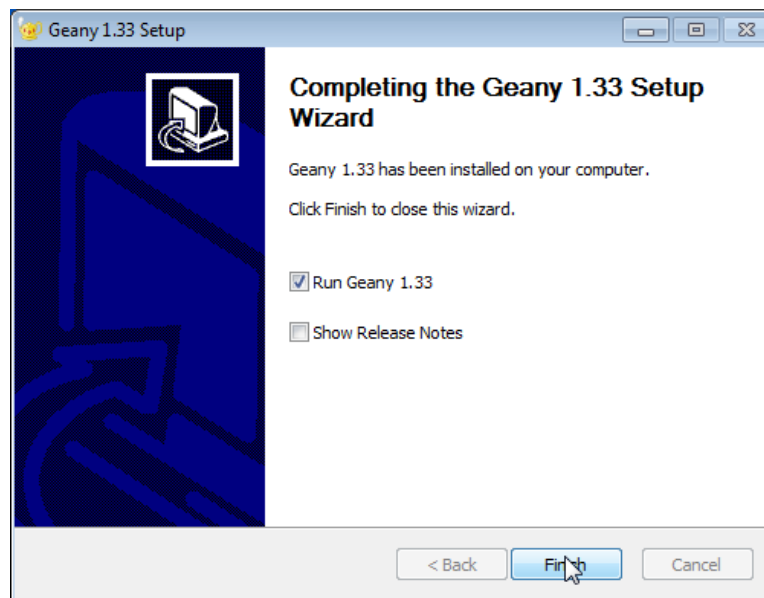 Geany 1.33 Setup
Completing the Geany 1.33 Setup
Wizard
Geany 1.33 has been installed on your computer.
Click Finish to close this wizard.
Run Geany 1.33
Show Release Notes
< Back Finish Cancel